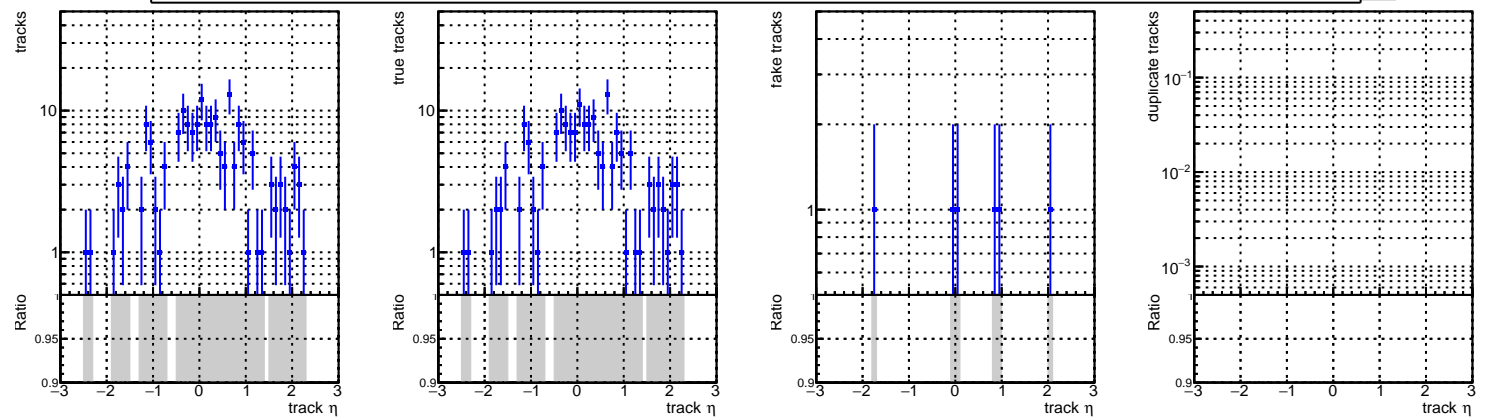 tracks
10
1
Ratio
1
0.95
0.9
−3 −2 −1 0 1 2 3
track η
true tracks
10
1
Ratio
1
0.95
0.9
−3 −2 −1 0 1 2 3
track η
fake tracks
1
Ratio
1
0.95
0.9
−3 −2 −1 0 1 2 3
track η
duplicate tracks
10⁻¹
10⁻²
10⁻³
Ratio
1
0.95
0.9
−3 −2 −1 0 1 2 3
track η